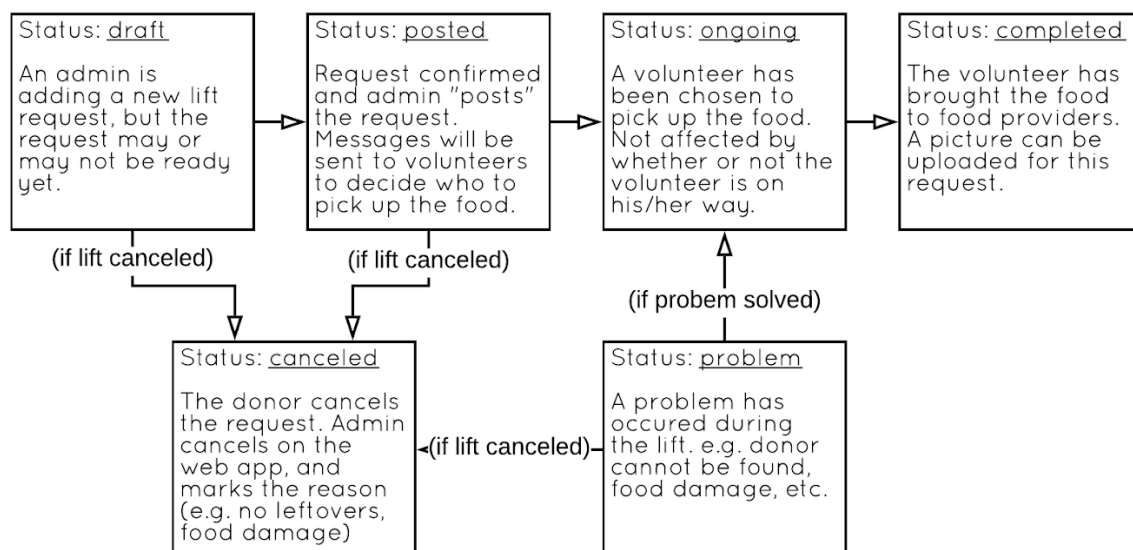 Status: draft
An admin is
adding a new lift
request, but the
request may or
may not be ready
yet.
Status: posted
Request confirmed
and admin "posts"
the request.
Messages will be
sent to volunteers
to decide who to
pick up the food.
Status: ongoing
A volunteer has
been chosen to
pick up the food.
Not affected by
whether or not the
volunteer is on
his/her way.
Status: completed
The volunteer has
brought the food
to food providers.
A picture can be
uploaded for this
request.
(if lift canceled)
(if lift canceled)
(if probem solved)
Status: canceled
The donor cancels
the request. Admin
cancels on the
web app, and
marks the reason
(e.g. no leftovers,
food damage)
(if lift canceled)
Status: problem
A problem has
occured during
the lift. e.g. donor
cannot be found,
food damage, etc.